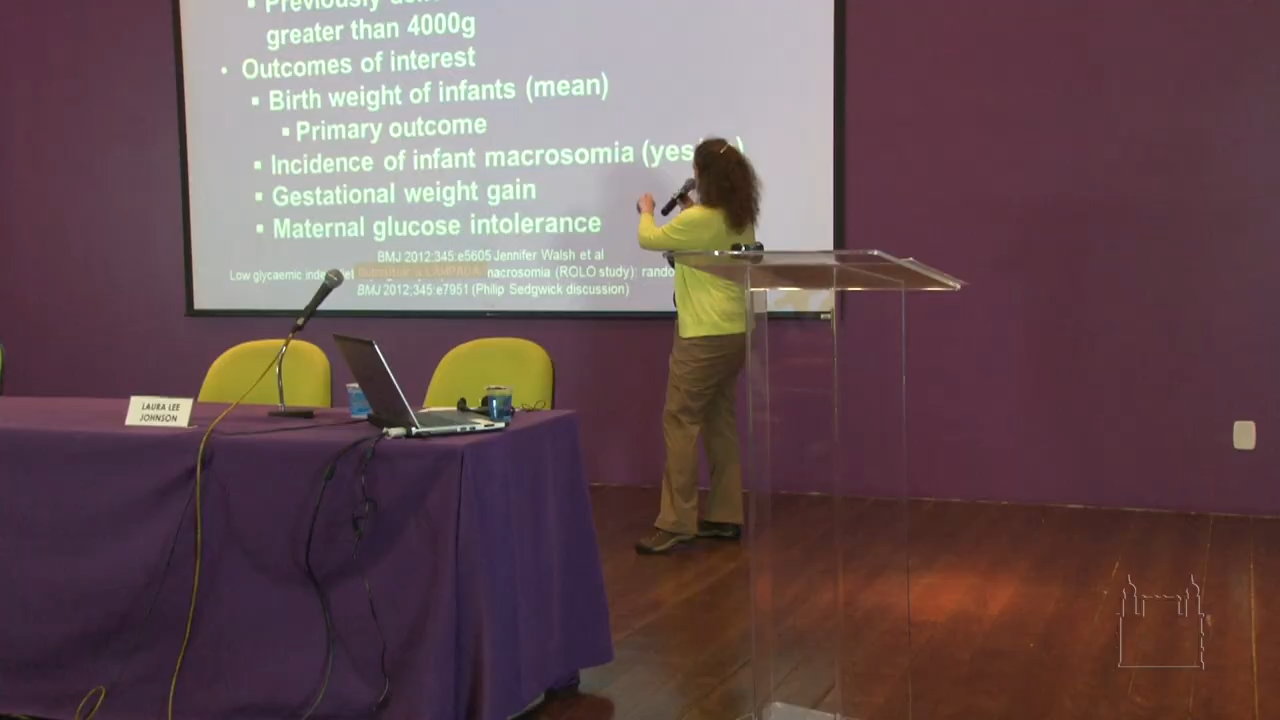 ▪ Previously
greater than 4000g
• Outcomes of interest
▪ Birth weight of infants (mean)
▪ Primary outcome
▪ Incidence of infant macrosomia (yes
▪ Gestational weight gain
▪ Maternal glucose intolerance
BMJ 2012;345:e5605 Jennifer Walsh et al
Low glycaemic macrosomia (ROLO study):
BMJ 2012;345:e7951 (Philip Sedgwick discussion)
LAURA LEE
JOHNSON